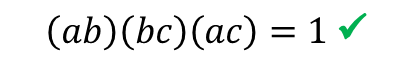 (ab)(bc)(ac) = 1 ✓